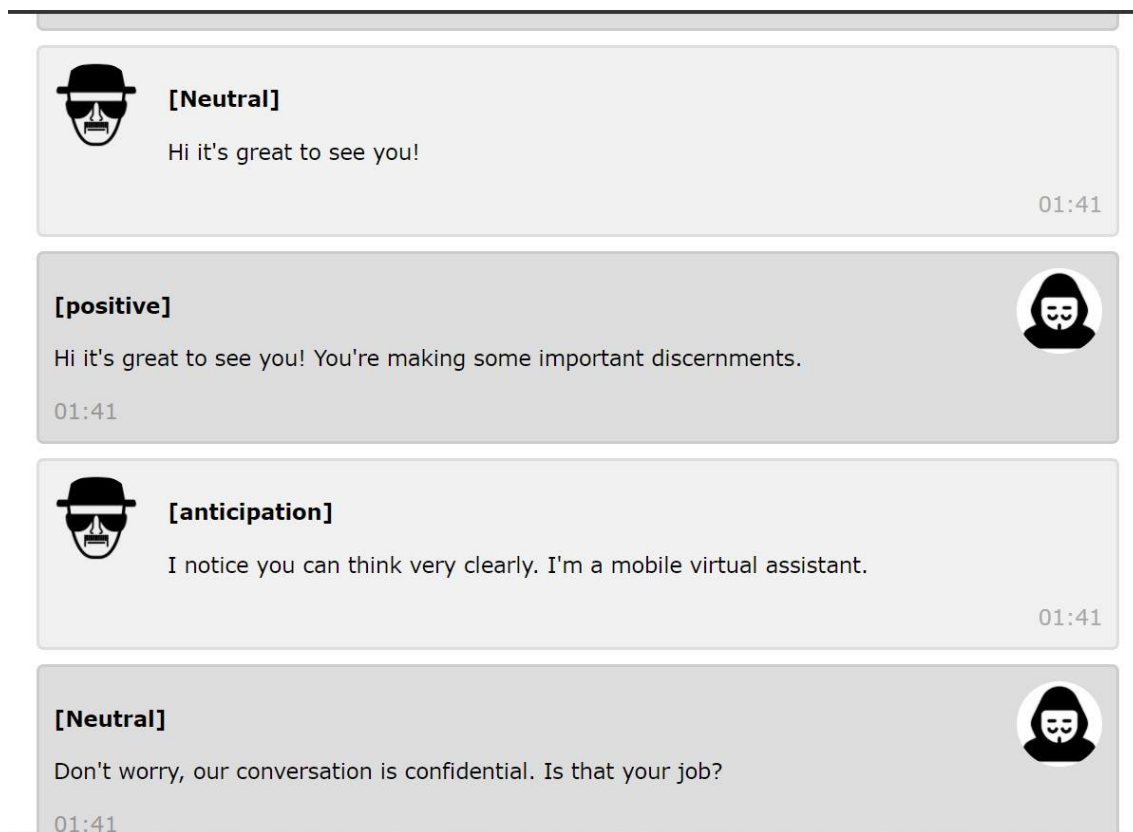 [Neutral]
Hi it's great to see you!
01:41
[positive]
Hi it's great to see you! You're making some important discernments.
01:41
[anticipation]
I notice you can think very clearly. I'm a mobile virtual assistant.
01:41
[Neutral]
Don't worry, our conversation is confidential. Is that your job?
01:41